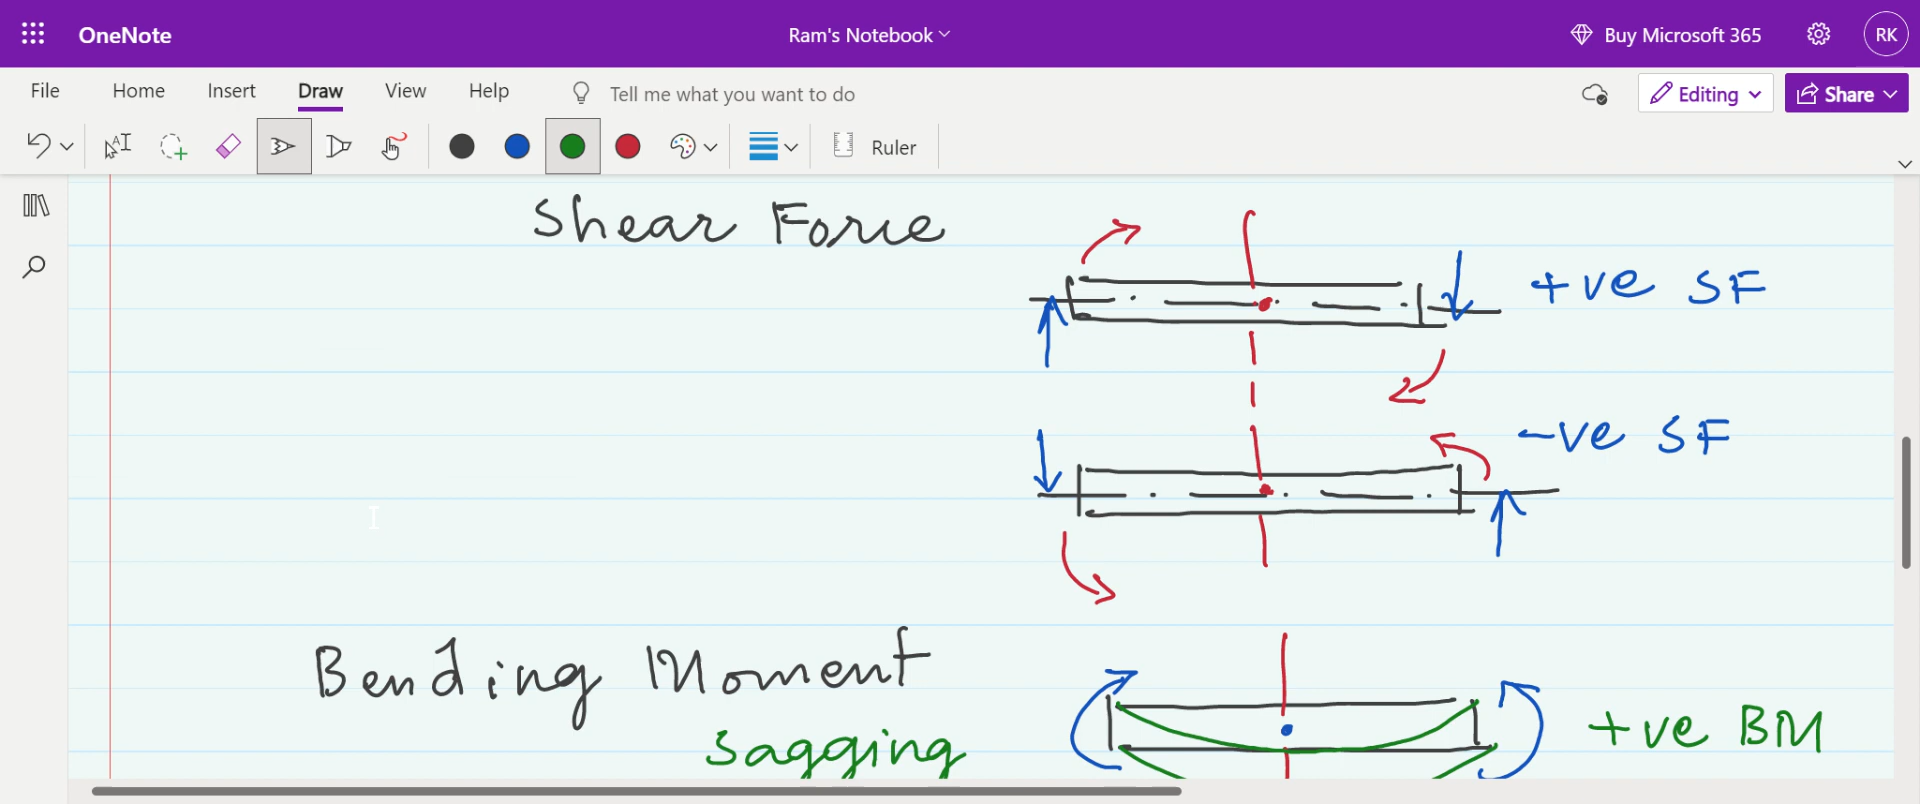 OneNote
Ram's Notebook
Buy Microsoft 365
RK
File Home Insert Draw View Help Tell me what you want to do
Editing Share
Ruler
Shear Force
+ve SF
-ve SF
Bending Moment
sagging
+ve BM